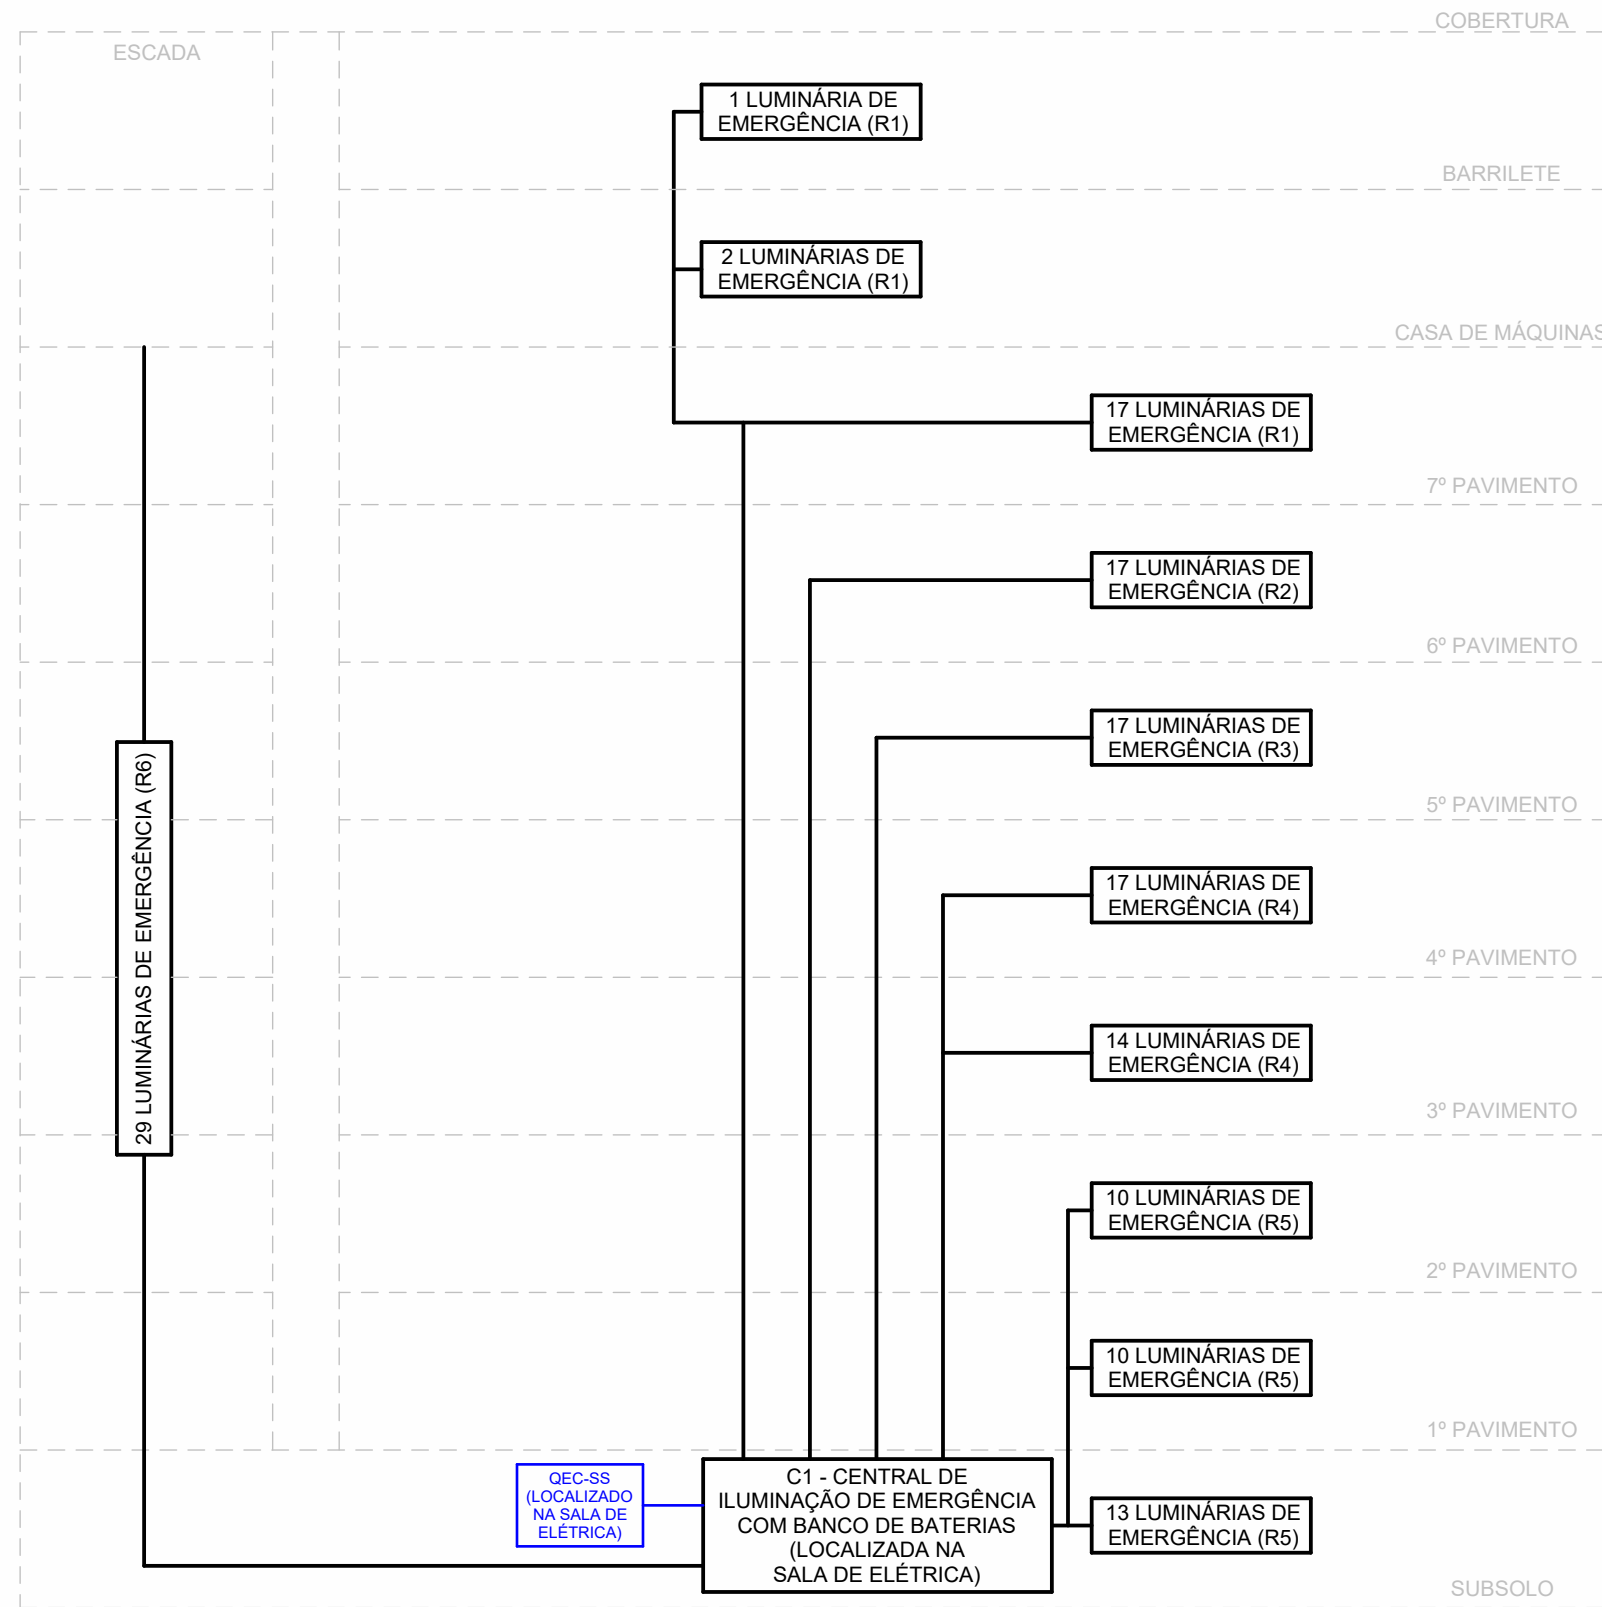 COBERTURA
ESCADA
1 LUMINÁRIA DE
EMERGÊNCIA (R1)
BARRILETE
2 LUMINÁRIAS DE
EMERGÊNCIA (R1)
CASA DE MÁQUINAS
17 LUMINÁRIAS DE
EMERGÊNCIA (R1)
7º PAVIMENTO
17 LUMINÁRIAS DE
EMERGÊNCIA (R2)
6º PAVIMENTO
17 LUMINÁRIAS DE
EMERGÊNCIA (R3)
29 LUMINÁRIAS DE EMERGÊNCIA (R6)
5º PAVIMENTO
17 LUMINÁRIAS DE
EMERGÊNCIA (R4)
4º PAVIMENTO
14 LUMINÁRIAS DE
EMERGÊNCIA (R4)
3º PAVIMENTO
10 LUMINÁRIAS DE
EMERGÊNCIA (R5)
2º PAVIMENTO
10 LUMINÁRIAS DE
EMERGÊNCIA (R5)
1º PAVIMENTO
QEC-SS
(LOCALIZADO
NA SALA DE
ELÉTRICA)
C1 - CENTRAL DE
ILUMINAÇÃO DE EMERGÊNCIA
COM BANCO DE BATERIAS
(LOCALIZADA NA
SALA DE ELÉTRICA)
13 LUMINÁRIAS DE
EMERGÊNCIA (R5)
SUBSOLO